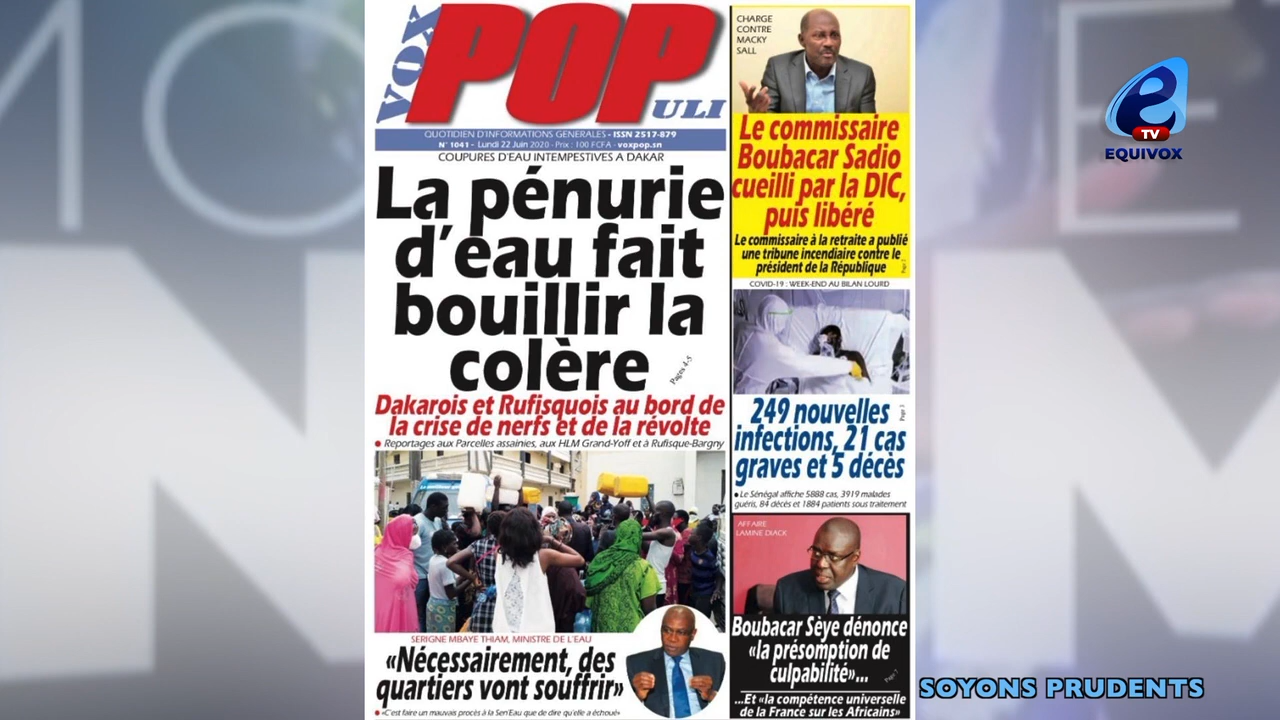 VOX
POP
ULI
QUOTIDIEN D'INFORMATIONS GENERALES - ISSN 2517-879
N° 1041 - Lundi 22 Juin 2020 - Prix : 100 FCFA - voxpop.sn
COUPURES D'EAU INTEMPESTIVES A DAKAR
La pénurie
d'eau fait
bouillir la
colère
Pages 4-5
Dakarois et Rufisquois au bord de
la crise de nerfs et de la révolte
• Reportages aux Parcelles assainies, aux HLM Grand-Yoff et à Rufisque-Bargny
SERIGNE MBAYE THIAM, MINISTRE DE L'EAU
«Nécessairement, des
quartiers vont souffrir»
• «C'est faire un mauvais procès à la Sen'Eau que de dire qu'elle a échoué»
CHARGE
CONTRE
MACKY
SALL
Le commissaire
Boubacar Sadio
cueilli par la DIC,
puis libéré
Le commissaire à la retraite a publié
une tribune incendiaire contre le
président de la République
COVID-19 : WEEK-END AU BILAN LOURD
249 nouvelles
infections, 21 cas
graves et 5 décès
Page 3
• Le Sénégal affiche 5888 cas, 3919 malades
guéris, 84 décès et 1884 patients sous traitement
AFFAIRE
LAMINE DIACK
Boubacar Sèye dénonce
«la présomption de
culpabilité»...
...Et «la compétence universelle
de la France sur les Africains»
e
TV
EQUIVOX
SOYONS PRUDENTS